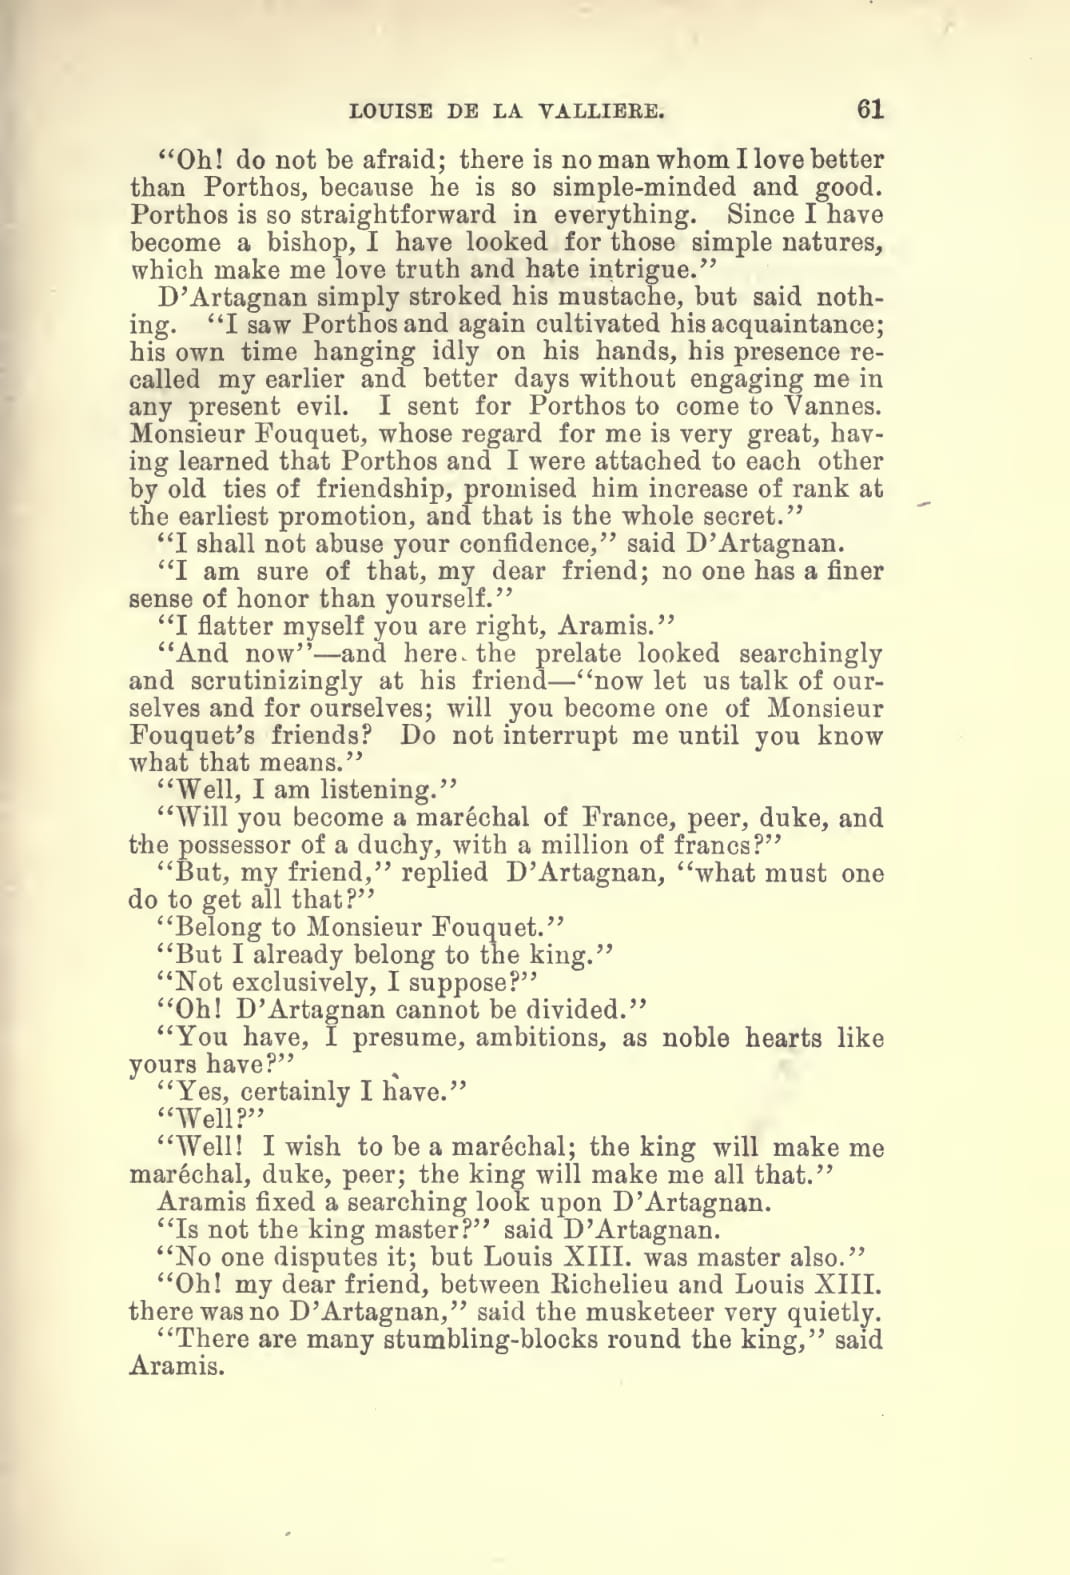 LOUISE DE LA VALLIERE. 61
“Oh! do not be afraid; there is no man whom I love better
than Porthos, because he is so simple-minded and good.
Porthos is so straightforward in everything. Since I have
become a bishop, I have looked for those simple natures,
which make me love truth and hate intrigue.”
D’Artagnan simply stroked his mustache, but said noth-
ing. “I saw Porthos and again cultivated his acquaintance;
his own time hanging idly on his hands, his presence re-
called my earlier and better days without engaging me in
any present evil. I sent for Porthos to come to Vannes.
Monsieur Fouquet, whose regard for me is very great, hav-
ing learned that Porthos and I were attached to each other
by old ties of friendship, promised him increase of rank at
the earliest promotion, and that is the whole secret.”
“I shall not abuse your confidence,” said D’Artagnan.
“I am sure of that, my dear friend; no one has a finer
sense of honor than yourself.”
“I flatter myself you are right, Aramis.”
“And now”—and here the prelate looked searchingly
and scrutinizingly at his friend—“now let us talk of our-
selves and for ourselves; will you become one of Monsieur
Fouquet’s friends? Do not interrupt me until you know
what that means.”
“Well, I am listening.”
“Will you become a maréchal of France, peer, duke, and
the possessor of a duchy, with a million of francs?”
“But, my friend,” replied D’Artagnan, “what must one
do to get all that?”
“Belong to Monsieur Fouquet.”
“But I already belong to the king.”
“Not exclusively, I suppose?”
“Oh! D’Artagnan cannot be divided.”
“You have, I presume, ambitions, as noble hearts like
yours have?”
“Yes, certainly I have.”
“Well?”
“Well! I wish to be a maréchal; the king will make me
maréchal, duke, peer; the king will make me all that.”
Aramis fixed a searching look upon D’Artagnan.
“Is not the king master?” said D’Artagnan.
“No one disputes it; but Louis XIII. was master also.”
“Oh! my dear friend, between Richelieu and Louis XIII.
there was no D’Artagnan,” said the musketeer very quietly.
“There are many stumbling-blocks round the king,” said
Aramis.